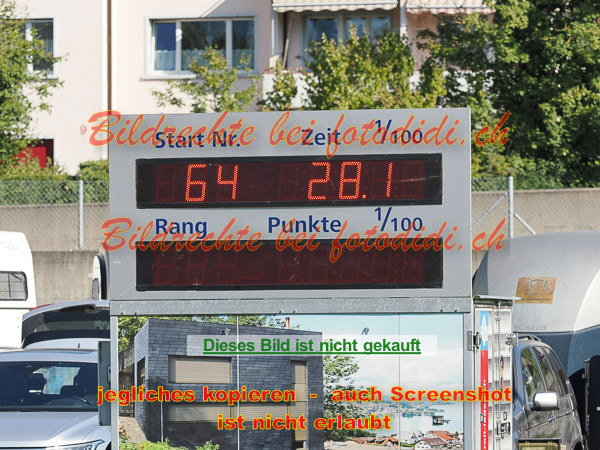 Bildrechte bei fotodidi.ch
Start Nr. Zeit 1/100
64 28.1
Rang Punkte 1/100
Bildrechte bei fotodidi.ch
Dieses Bild ist nicht gekauft
jegliches kopieren - auch Screenshot
ist nicht erlaubt